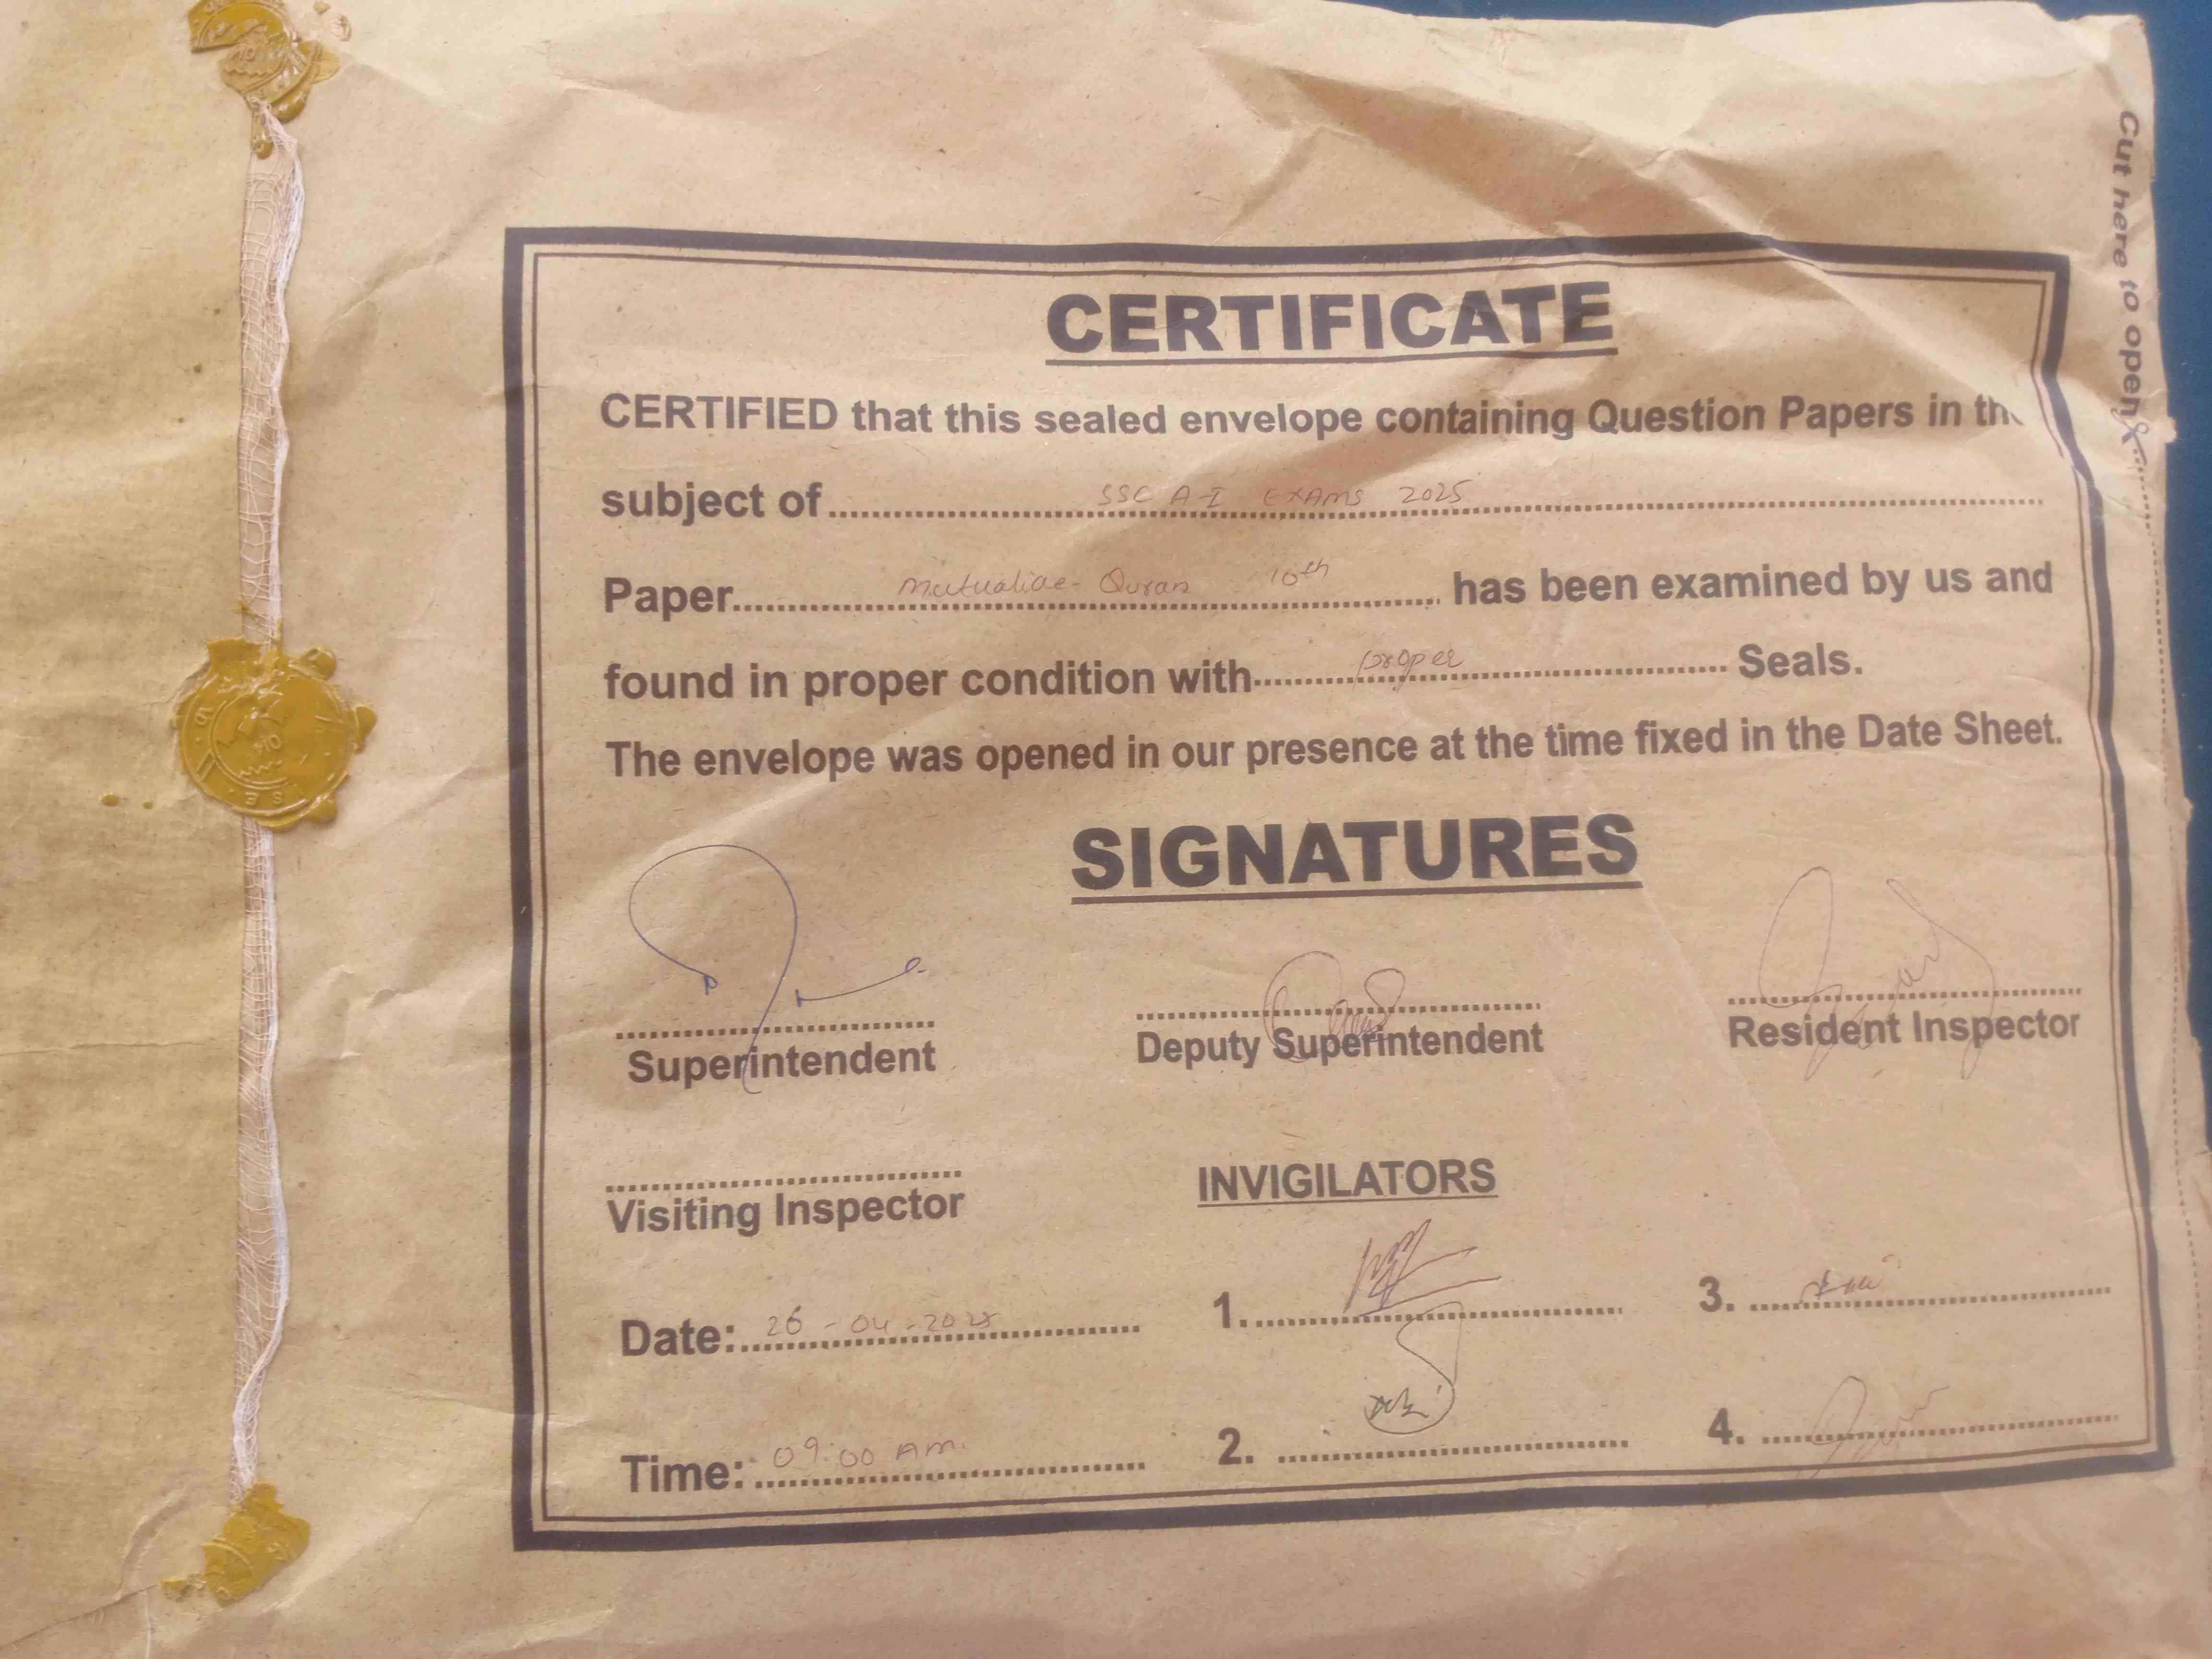 Cut here to open
CERTIFICATE
CERTIFIED that this sealed envelope containing Question Papers in the
subject of SSC A-I EXAMS 2025
Paper Mutualiae- Quran 10th has been examined by us and
found in proper condition with proper Seals.
The envelope was opened in our presence at the time fixed in the Date Sheet.
SIGNATURES
Superintendent
Deputy Superintendent
Resident Inspector
Visiting Inspector
INVIGILATORS
Date: 26-04-2025
1.
3.
Time: 09:00 AM.
2.
4.